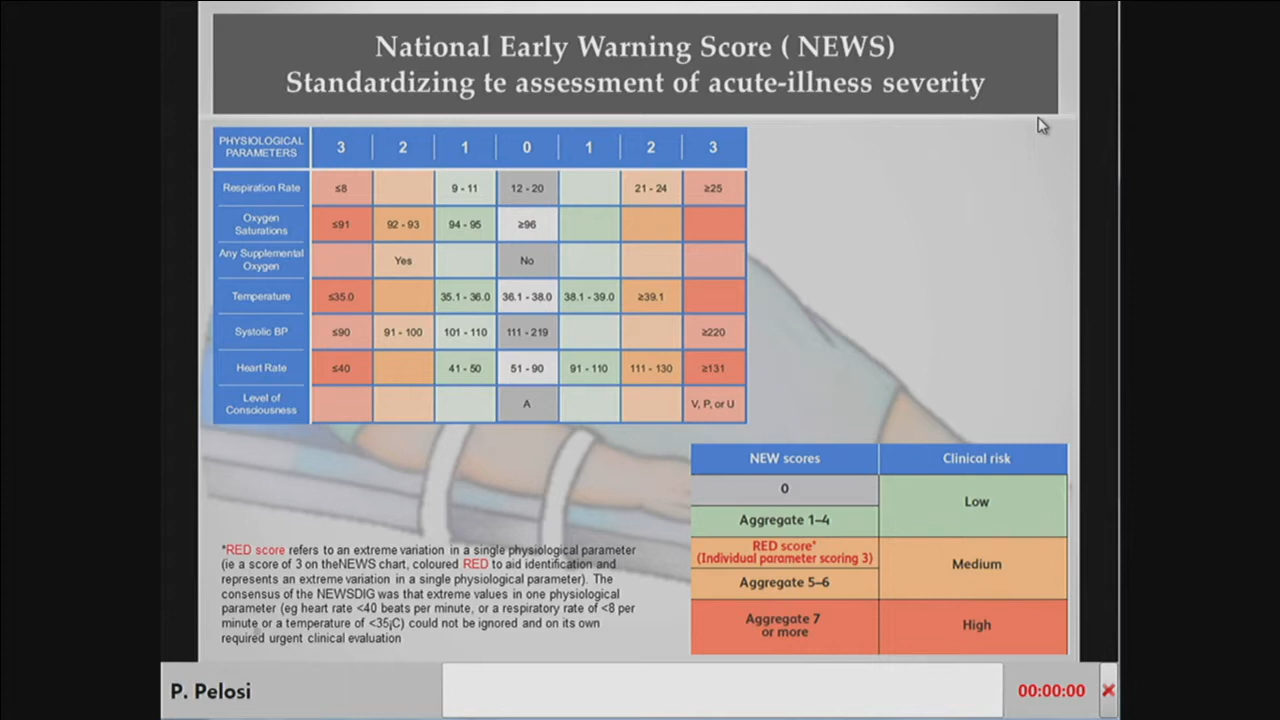 National Early Warning Score ( NEWS)
Standardizing te assessment of acute-illness severity
PHYSIOLOGICAL PARAMETERS 3 2 1 0 1 2 3
Respiration Rate ≤8 9 - 11 12 - 20 21 - 24 ≥25
Oxygen Saturations ≤91 92 - 93 94 - 95 ≥96
Any Supplemental Oxygen Yes No
Temperature ≤35.0 35.1 - 36.0 36.1 - 38.0 38.1 - 39.0 ≥39.1
Systolic BP ≤90 91 - 100 101 - 110 111 - 219 ≥220
Heart Rate ≤40 41 - 50 51 - 90 91 - 110 111 - 130 ≥131
Level of Consciousness A V, P, or U
NEW scores Clinical risk
0
Low
Aggregate 1–4
RED score*
(Individual parameter scoring 3)
Medium
Aggregate 5–6
Aggregate 7
or more
High
*RED score refers to an extreme variation in a single physiological parameter
(ie a score of 3 on theNEWS chart, coloured RED to aid identification and
represents an extreme variation in a single physiological parameter). The
consensus of the NEWSDIG was that extreme values in one physiological
parameter (eg heart rate <40 beats per minute, or a respiratory rate of <8 per
minute or a temperature of <35¡C) could not be ignored and on its own
required urgent clinical evaluation
P. Pelosi
00:00:00